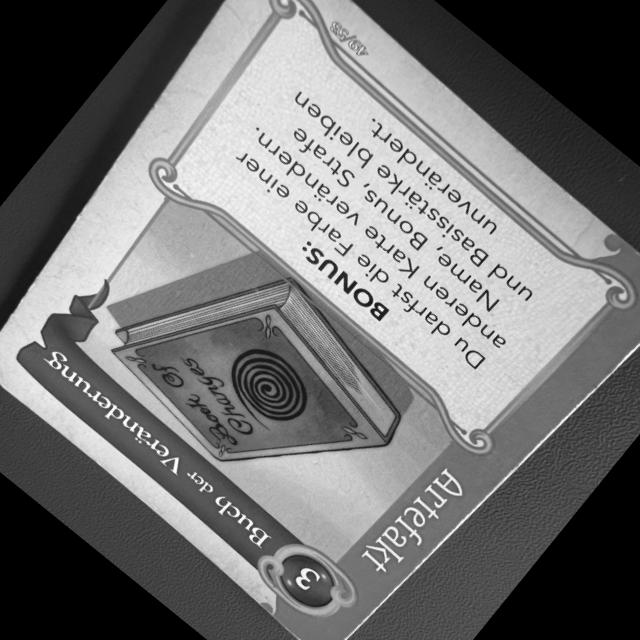 3
Buch der Veränderung
Artefakt
Book Of
Changes
BONUS:
Du darfst die Farbe einer
anderen Karte verändern.
Name, Bonus, Strafe
und Basisstärke bleiben
unverändert.
49/53